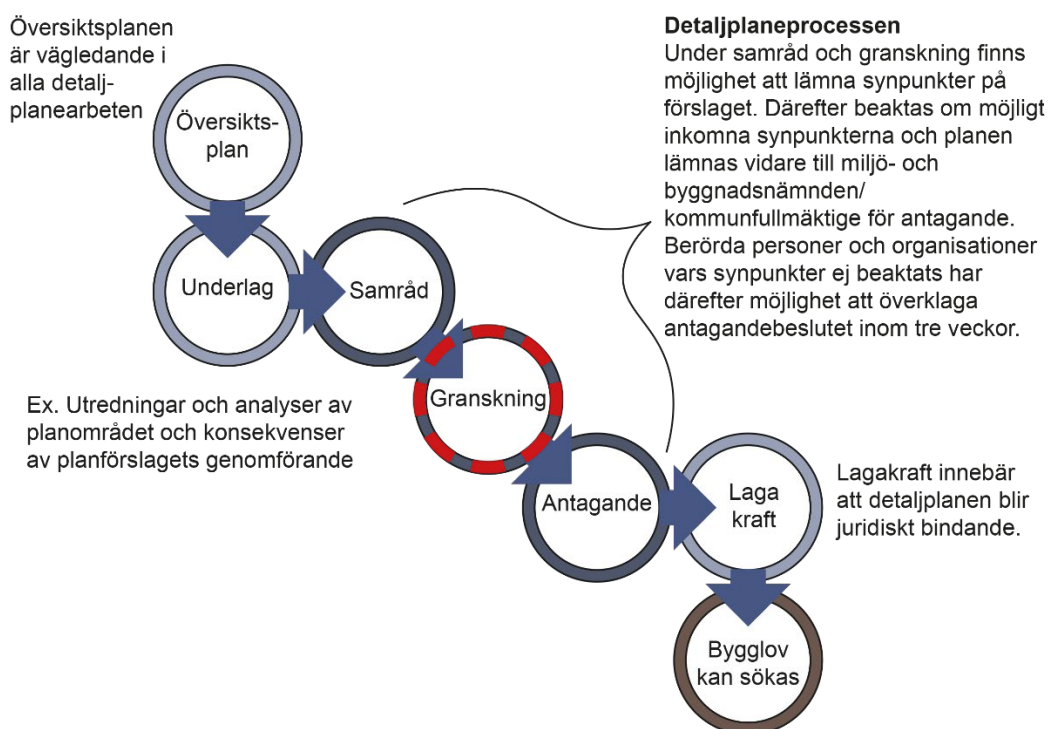 Översiktsplanen
är vägledande i
alla detalj-
planearbeten
Översikts-
plan
Detaljplaneprocessen
Under samråd och granskning finns
möjlighet att lämna synpunkter på
förslaget. Därefter beaktas om möjligt
inkomna synpunkterna och planen
lämnas vidare till miljö- och
byggnadsnämnden/
kommunfullmäktige för antagande.
Berörda personer och organisationer
vars synpunkter ej beaktats har
därefter möjlighet att överklaga
antagandebeslutet inom tre veckor.
Underlag
Samråd
Ex. Utredningar och analyser av
planområdet och konsekvenser
av planförslagets genomförande
Granskning
Antagande
Laga
kraft
Lagakraft innebär
att detaljplanen blir
juridiskt bindande.
Bygglov
kan sökas